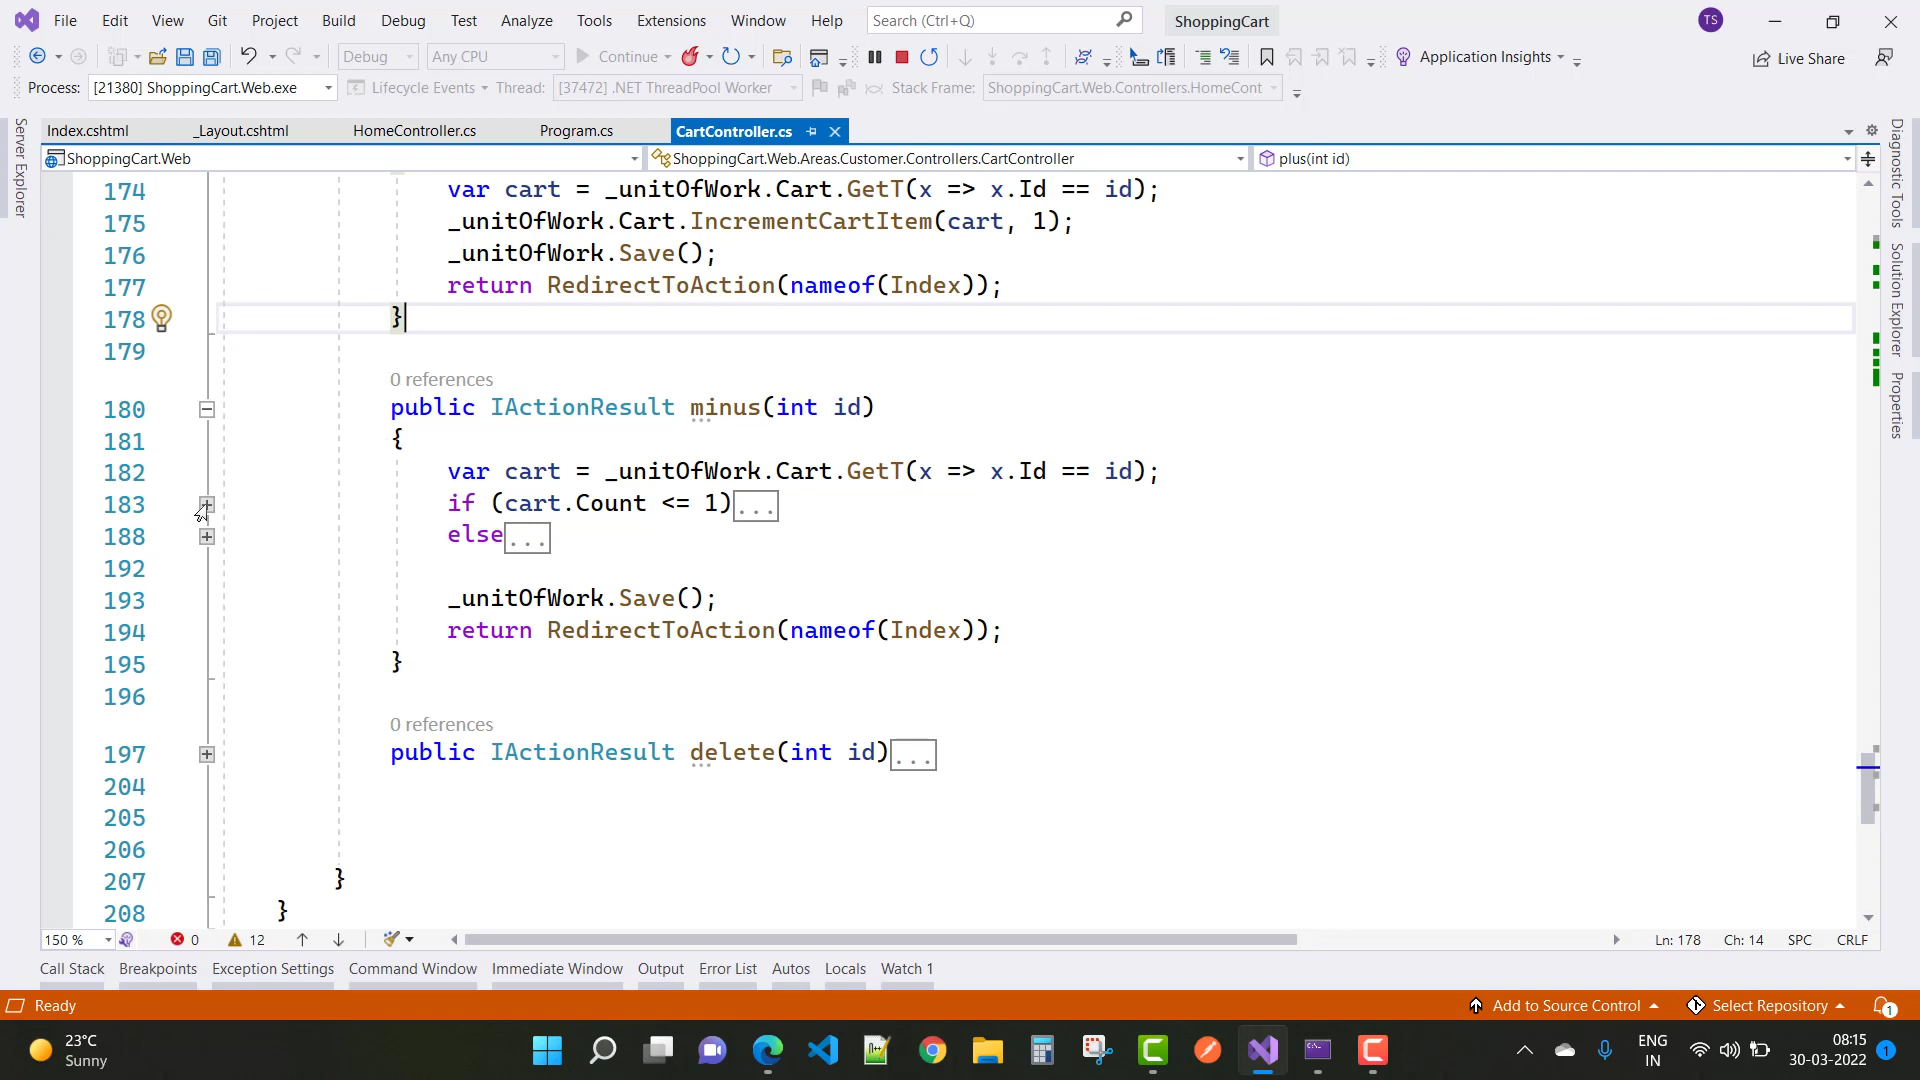 File Edit View Git Project Build Debug Test Analyze Tools Extensions Window Help Search (Ctrl+Q) ShoppingCart TS
Debug Any CPU Continue Application Insights Live Share
Process: [21380] ShoppingCart.Web.exe Lifecycle Events Thread: [37472] .NET ThreadPool Worker Stack Frame: ShoppingCart.Web.Controllers.HomeCont
Index.cshtml _Layout.cshtml HomeController.cs Program.cs CartController.cs
ShoppingCart.Web ShoppingCart.Web.Areas.Customer.Controllers.CartController plus(int id)
Server Explorer
Diagnostic Tools
Solution Explorer
Properties
174 var cart = _unitOfWork.Cart.GetT(x => x.Id == id);
175 _unitOfWork.Cart.IncrementCartItem(cart, 1);
176 _unitOfWork.Save();
177 return RedirectToAction(nameof(Index));
178 }
179
0 references
180 public IActionResult minus(int id)
181 {
182 var cart = _unitOfWork.Cart.GetT(x => x.Id == id);
183 if (cart.Count <= 1)...
188 else...
192
193 _unitOfWork.Save();
194 return RedirectToAction(nameof(Index));
195 }
196
0 references
197 public IActionResult delete(int id)...
204
205
206
207 }
208 }
150 % 0 12 Ln: 178 Ch: 14 SPC CRLF
Call Stack Breakpoints Exception Settings Command Window Immediate Window Output Error List Autos Locals Watch 1
Ready Add to Source Control Select Repository 1
23°C
Sunny
ENG
IN
08:15
30-03-2022
1